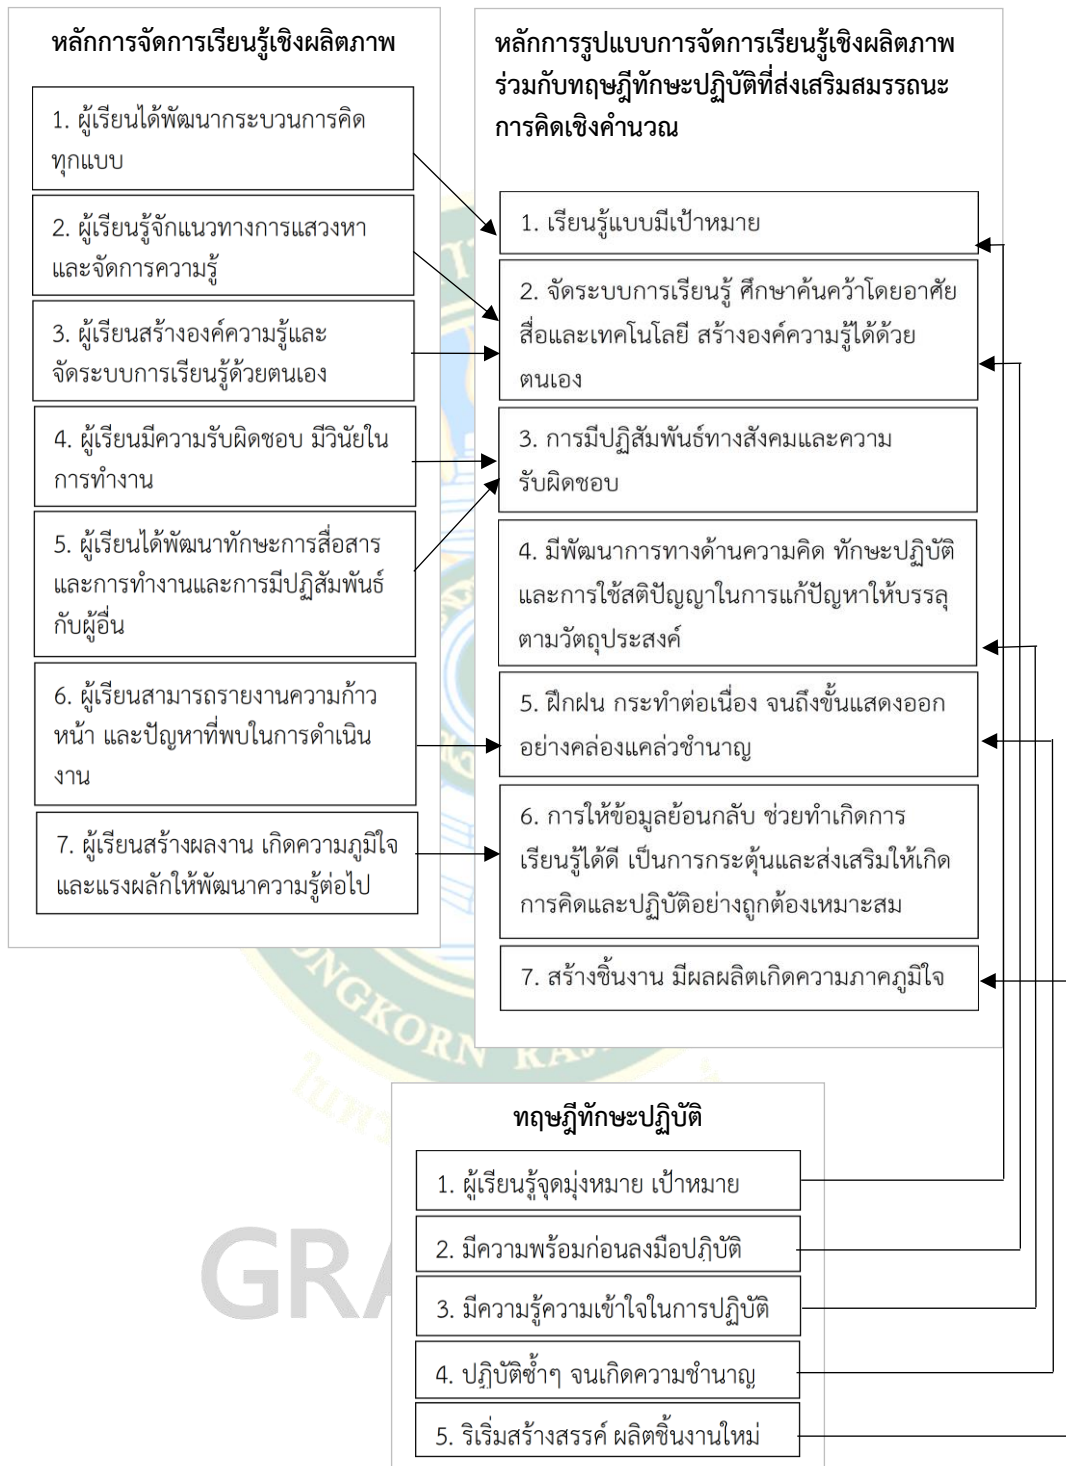 หลักการจัดการเรียนรู้เชิงผลิตภาพ
1. ผู้เรียนได้พัฒนากระบวนการคิด
ทุกแบบ
2. ผู้เรียนรู้จักแนวทางการแสวงหา
และจัดการความรู้
3. ผู้เรียนสร้างองค์ความรู้และ
จัดระบบการเรียนรู้ด้วยตนเอง
4. ผู้เรียนมีความรับผิดชอบ มีวินัยใน
การทำงาน
5. ผู้เรียนได้พัฒนาทักษะการสื่อสาร
และการทำงานและการมีปฏิสัมพันธ์
กับผู้อื่น
6. ผู้เรียนสามารถรายงานความก้าว
หน้า และปัญหาที่พบในการดำเนิน
งาน
7. ผู้เรียนสร้างผลงาน เกิดความภูมิใจ
และแรงผลักให้พัฒนาความรู้ต่อไป
หลักการรูปแบบการจัดการเรียนรู้เชิงผลิตภาพ
ร่วมกับทฤษฎีทักษะปฏิบัติที่ส่งเสริมสมรรถนะ
การคิดเชิงคำนวณ
1. เรียนรู้แบบมีเป้าหมาย
2. จัดระบบการเรียนรู้ ศึกษาค้นคว้าโดยอาศัย
สื่อและเทคโนโลยี สร้างองค์ความรู้ได้ด้วย
ตนเอง
3. การมีปฏิสัมพันธ์ทางสังคมและความ
รับผิดชอบ
4. มีพัฒนาการทางด้านความคิด ทักษะปฏิบัติ
และการใช้สติปัญญาในการแก้ปัญหาให้บรรลุ
ตามวัตถุประสงค์
5. ฝึกฝน กระทำต่อเนื่อง จนถึงขั้นแสดงออก
อย่างคล่องแคล่วชำนาญ
6. การให้ข้อมูลย้อนกลับ ช่วยทำเกิดการ
เรียนรู้ได้ดี เป็นการกระตุ้นและส่งเสริมให้เกิด
การคิดและปฏิบัติอย่างถูกต้องเหมาะสม
7. สร้างชิ้นงาน มีผลผลิตเกิดความภาคภูมิใจ
ทฤษฎีทักษะปฏิบัติ
1. ผู้เรียนรู้จุดมุ่งหมาย เป้าหมาย
2. มีความพร้อมก่อนลงมือปฏิบัติ
3. มีความรู้ความเข้าใจในการปฏิบัติ
4. ปฏิบัติซ้ำๆ จนเกิดความชำนาญ
5. ริเริ่มสร้างสรรค์ ผลิตชิ้นงานใหม่